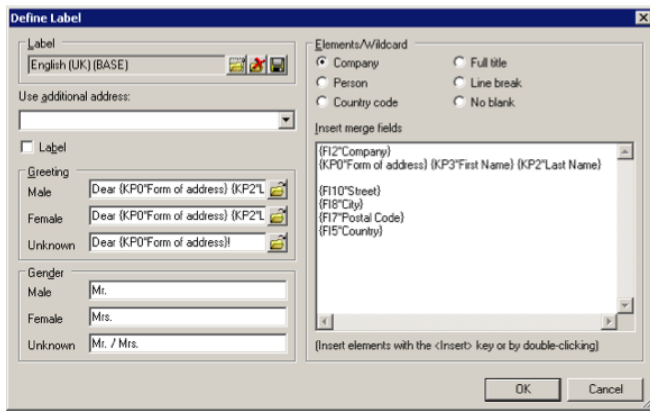 Define Label
Label
English (UK) (BASE)
Use additional address:
Label
Greeting
Male Dear {KP0"Form of address} {KP2"L
Female Dear {KP0"Form of address} {KP2"L
Unknown Dear {KP0"Form of address}!
Gender
Male Mr.
Female Mrs.
Unknown Mr. / Mrs.
Elements/Wildcard
Company Full title
Person Line break
Country code No blank
Insert merge fields
{FI2"Company}
{KP0"Form of address} {KP3"First Name} {KP2"Last Name}
{FI10"Street}
{FI8"City}
{FI7"Postal Code}
{FI5"Country}
(Insert elements with the <Insert> key or by double-clicking)
OK Cancel